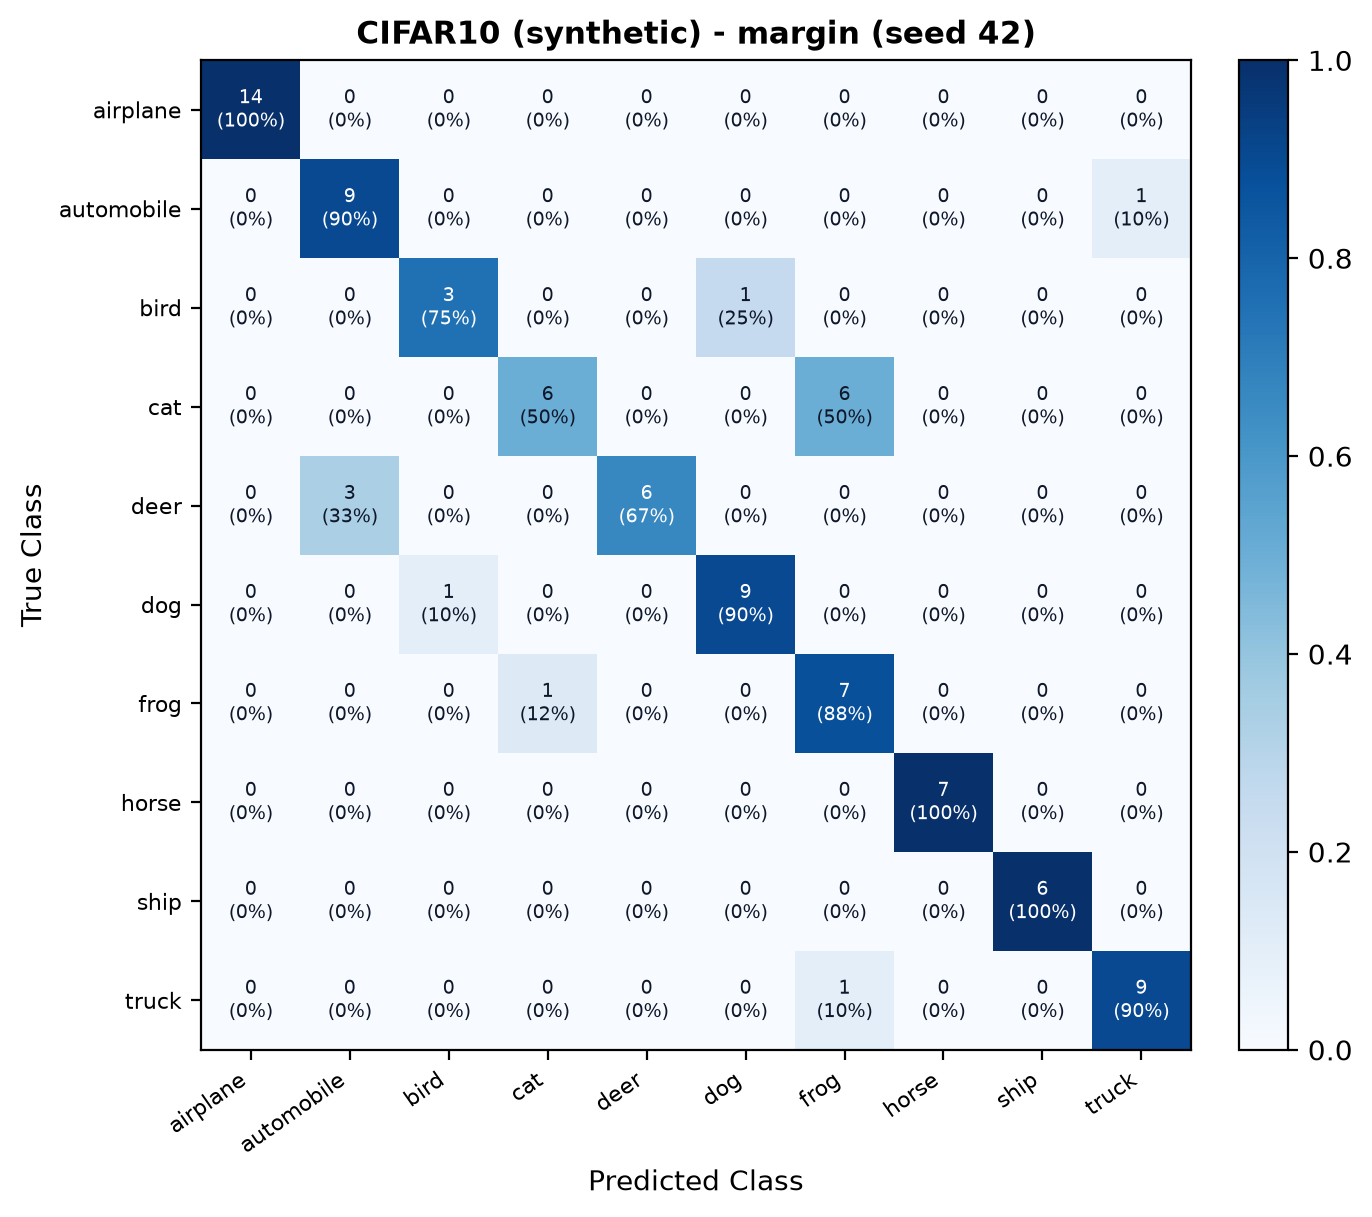 CIFAR10 (synthetic) - margin (seed 42)
True Class
airplane
14 0 0 0 0 0 0 0 0 0
(100%) (0%) (0%) (0%) (0%) (0%) (0%) (0%) (0%) (0%)
automobile
0 9 0 0 0 0 0 0 0 1
(0%) (90%) (0%) (0%) (0%) (0%) (0%) (0%) (0%) (10%)
bird
0 0 3 0 0 1 0 0 0 0
(0%) (0%) (75%) (0%) (0%) (25%) (0%) (0%) (0%) (0%)
cat
0 0 0 6 0 0 6 0 0 0
(0%) (0%) (0%) (50%) (0%) (0%) (50%) (0%) (0%) (0%)
deer
0 3 0 0 6 0 0 0 0 0
(0%) (33%) (0%) (0%) (67%) (0%) (0%) (0%) (0%) (0%)
dog
0 0 1 0 0 9 0 0 0 0
(0%) (0%) (10%) (0%) (0%) (90%) (0%) (0%) (0%) (0%)
frog
0 0 0 1 0 0 7 0 0 0
(0%) (0%) (0%) (12%) (0%) (0%) (88%) (0%) (0%) (0%)
horse
0 0 0 0 0 0 0 7 0 0
(0%) (0%) (0%) (0%) (0%) (0%) (0%) (100%) (0%) (0%)
ship
0 0 0 0 0 0 0 0 6 0
(0%) (0%) (0%) (0%) (0%) (0%) (0%) (0%) (100%) (0%)
truck
0 0 0 0 0 0 1 0 0 9
(0%) (0%) (0%) (0%) (0%) (0%) (10%) (0%) (0%) (90%)
airplane automobile bird cat deer dog frog horse ship truck
Predicted Class
1.0
0.8
0.6
0.4
0.2
0.0